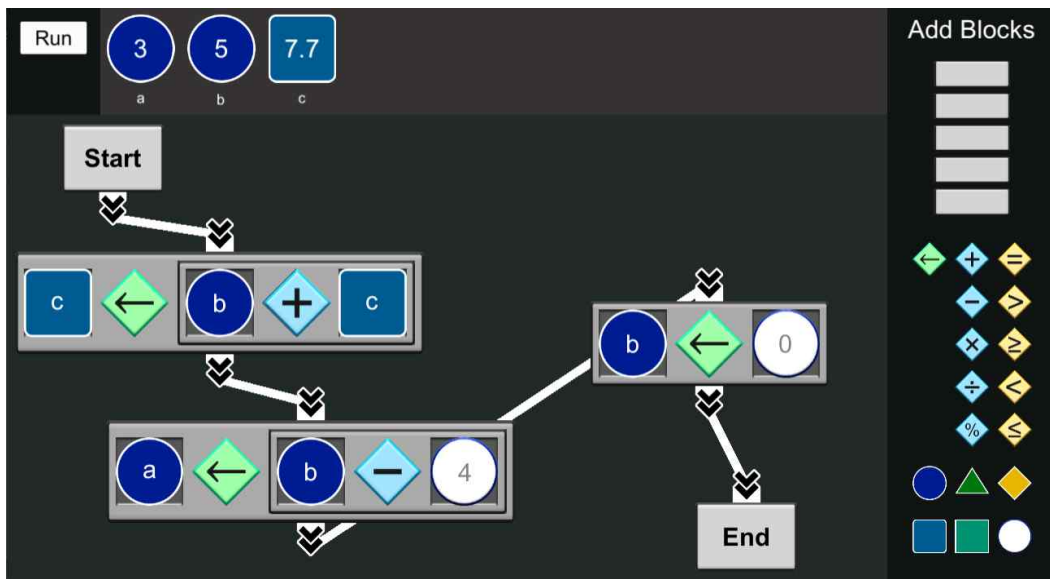 Run
3 5 7.7
a b c
Add Blocks
Start
c ← b + c
b ← 0
a ← b − 4
End
← + =
− >
× ≥
÷ <
% ≤